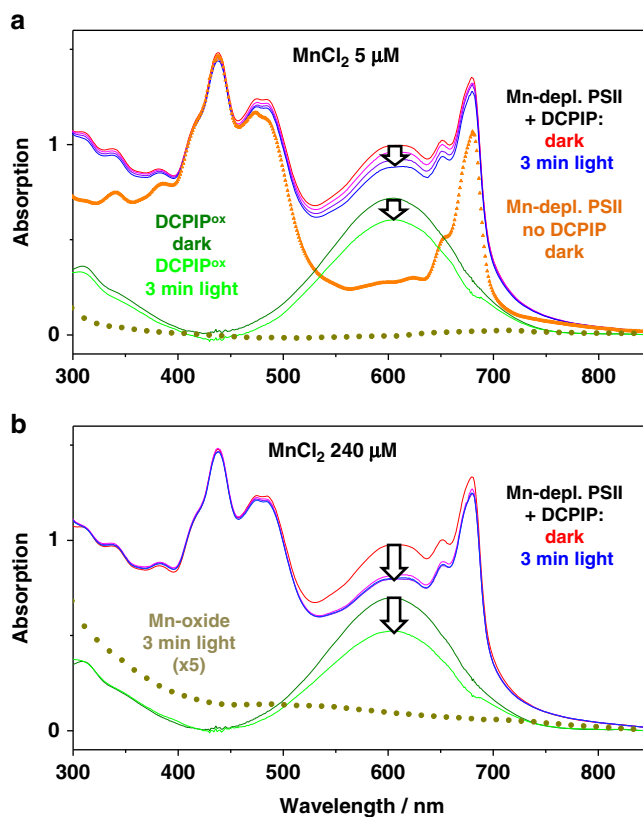 a
MnCl2 5 µM
Mn-depl. PSII
+ DCPIP:
dark
3 min light
Mn-depl. PSII
no DCPIP
dark
DCPIPox
dark
DCPIPox
3 min light
Absorption
1
0
300 400 500 600 700 800
b
MnCl2 240 µM
Mn-depl. PSII
+ DCPIP:
dark
3 min light
Mn-oxide
3 min light
(x5)
Absorption
1
0
300 400 500 600 700 800
Wavelength / nm